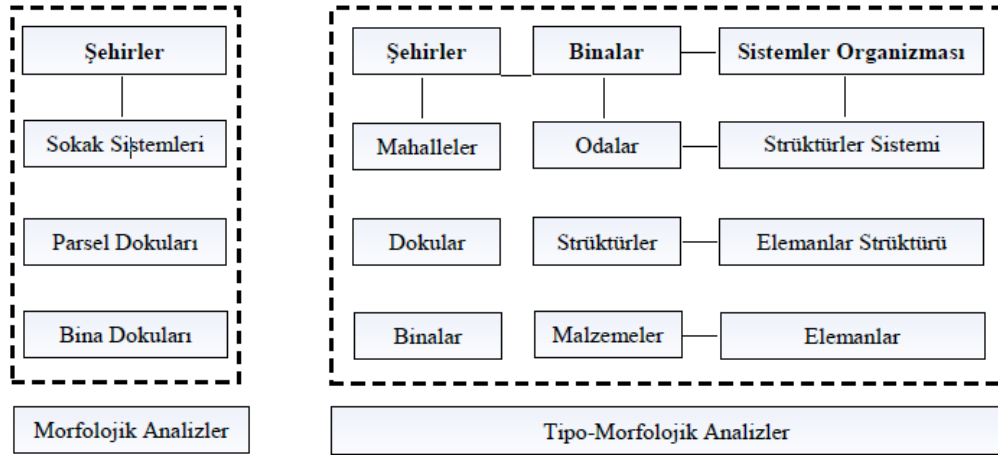 Şehirler
Sokak Sistemleri
Parsel Dokuları
Bina Dokuları
Morfolojik Analizler
Şehirler Binalar Sistemler Organizması
Mahalleler Odalar Strüktürler Sistemi
Dokular Strüktürler Elemanlar Strüktürü
Binalar Malzemeler Elemanlar
Tipo-Morfolojik Analizler